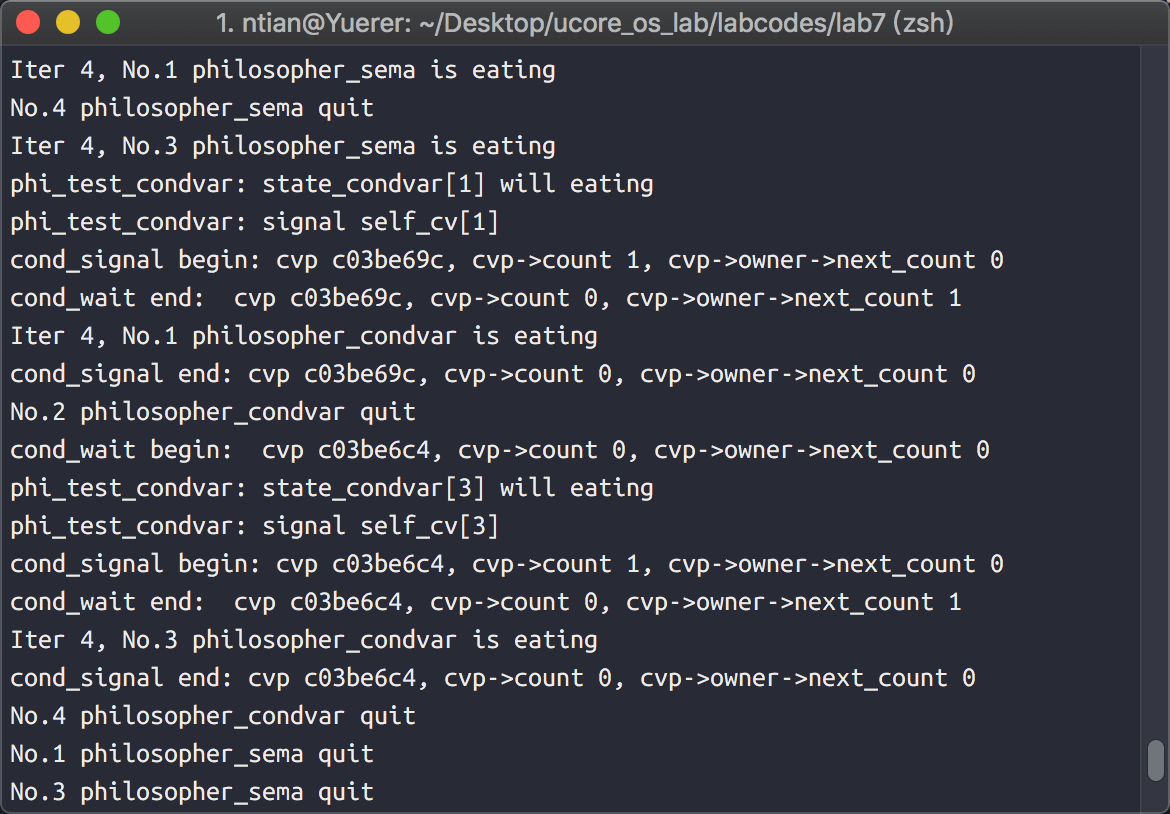 1. ntian@Yuerer: ~/Desktop/ucore_os_lab/labcodes/lab7 (zsh)
Iter 4, No.1 philosopher_sema is eating
No.4 philosopher_sema quit
Iter 4, No.3 philosopher_sema is eating
phi_test_condvar: state_condvar[1] will eating
phi_test_condvar: signal self_cv[1]
cond_signal begin: cvp c03be69c, cvp->count 1, cvp->owner->next_count 0
cond_wait end:  cvp c03be69c, cvp->count 0, cvp->owner->next_count 1
Iter 4, No.1 philosopher_condvar is eating
cond_signal end: cvp c03be69c, cvp->count 0, cvp->owner->next_count 0
No.2 philosopher_condvar quit
cond_wait begin:  cvp c03be6c4, cvp->count 0, cvp->owner->next_count 0
phi_test_condvar: state_condvar[3] will eating
phi_test_condvar: signal self_cv[3]
cond_signal begin: cvp c03be6c4, cvp->count 1, cvp->owner->next_count 0
cond_wait end:  cvp c03be6c4, cvp->count 0, cvp->owner->next_count 1
Iter 4, No.3 philosopher_condvar is eating
cond_signal end: cvp c03be6c4, cvp->count 0, cvp->owner->next_count 0
No.4 philosopher_condvar quit
No.1 philosopher_sema quit
No.3 philosopher_sema quit